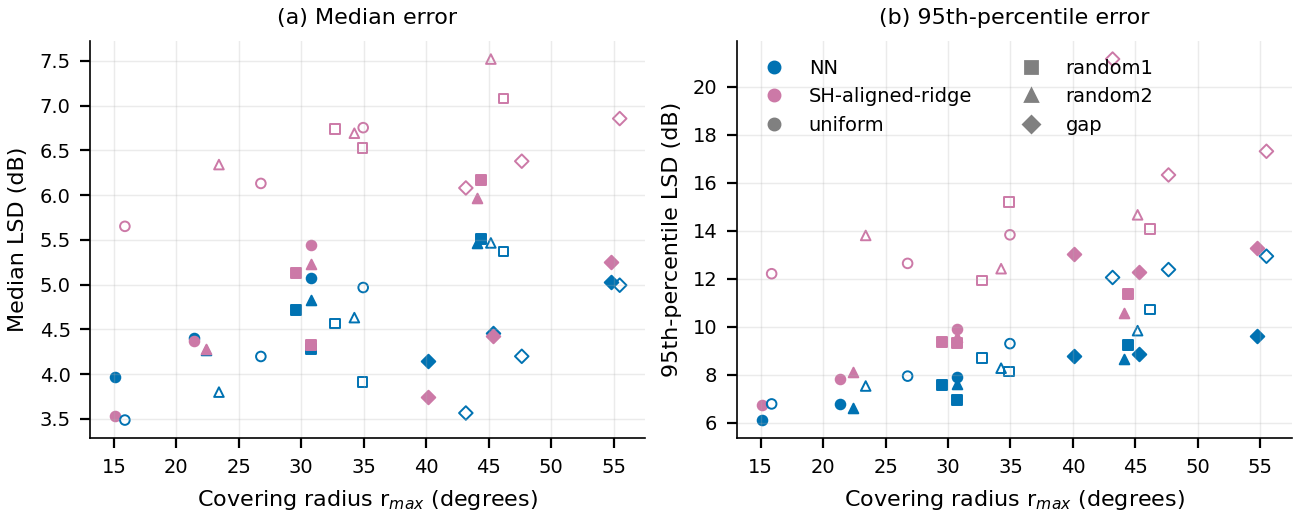 (a) Median error
7.5
7.0
6.5
6.0
5.5
5.0
4.5
4.0
3.5
Median LSD (dB)
15 20 25 30 35 40 45 50 55
Covering radius r_max (degrees)
(b) 95th-percentile error
NN
SH-aligned-ridge
uniform
random1
random2
gap
20
18
16
14
12
10
8
6
95th-percentile LSD (dB)
15 20 25 30 35 40 45 50 55
Covering radius r_max (degrees)